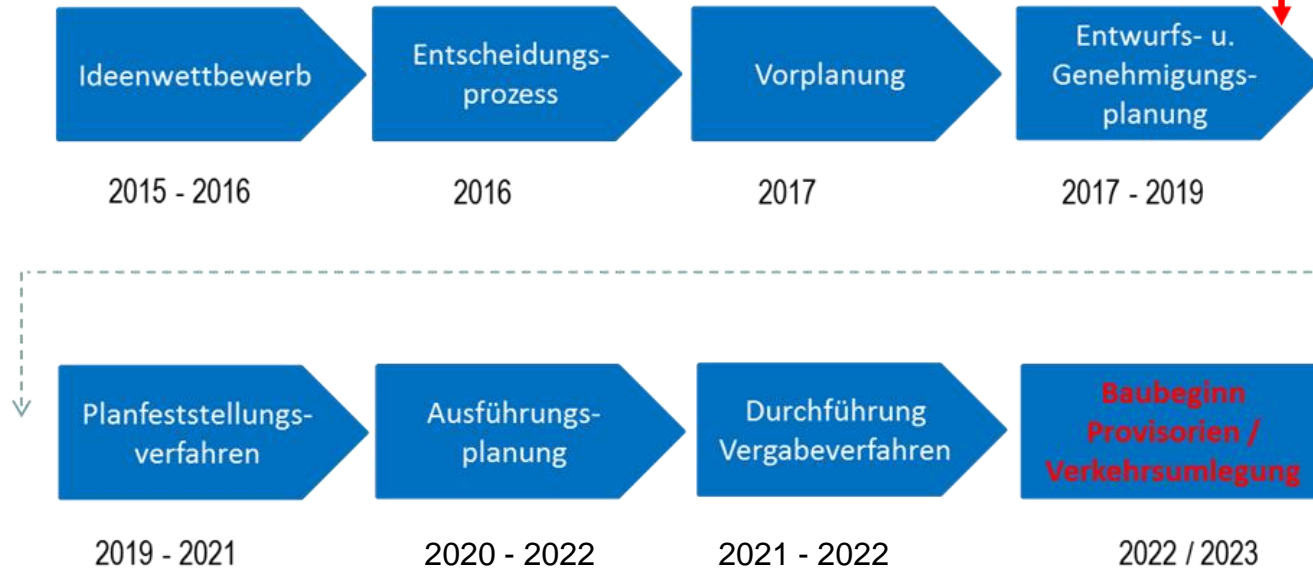 Ideenwettbewerb
Entscheidungs-
prozess
Vorplanung
Entwurfs- u.
Genehmigungs-
planung
2015 - 2016
2016
2017
2017 - 2019
Planfeststellungs-
verfahren
Ausführungs-
planung
Durchführung
Vergabeverfahren
Baubeginn
Provisorien /
Verkehrsumlegung
2019 - 2021
2020 - 2022
2021 - 2022
2022 / 2023